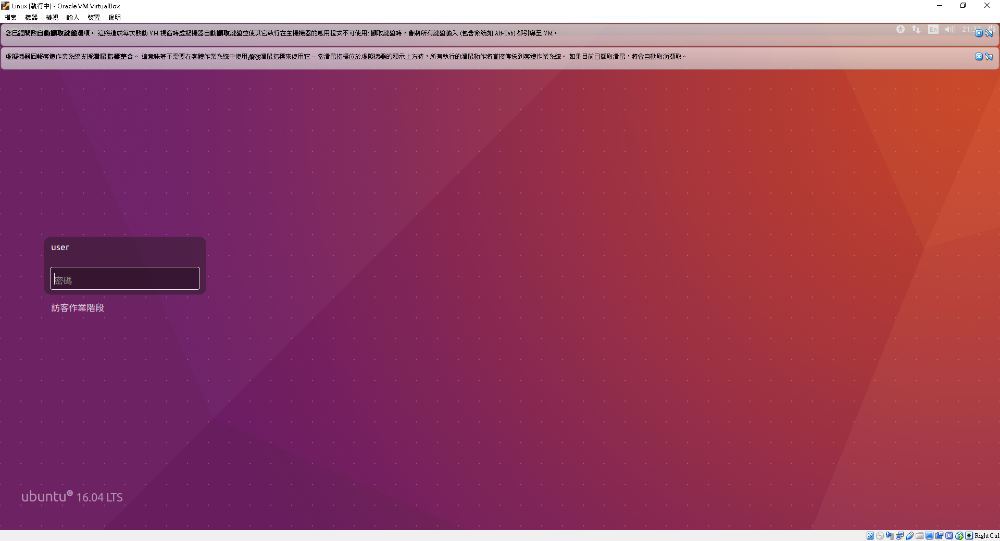 Linux [執行中] - Oracle VM VirtualBox
檔案 機器 檢視 輸入 裝置 說明
您已經開啟自動擷取鍵盤選項。 這將造成每次啟動 VM 視窗時虛擬機器自動擷取鍵盤並使其它執行在主機機器的應用程式不可使用: 擷取鍵盤時，會將所有鍵盤輸入 (包含系統如 Alt-Tab) 都引導至 VM。
user-VirtualBox
En 21:37
虛擬機器回報客體作業系統支援滑鼠指標整合。 這意味著不需要在客體作業系統中使用擷取滑鼠指標來使用它 -- 當滑鼠指標位於虛擬機器的顯示上方時，所有執行的滑鼠動作將直接傳送到客體作業系統。 如果目前已擷取滑鼠，將會自動取消擷取。
user
密碼
訪客作業階段
ubuntu 16.04 LTS
Right Ctrl